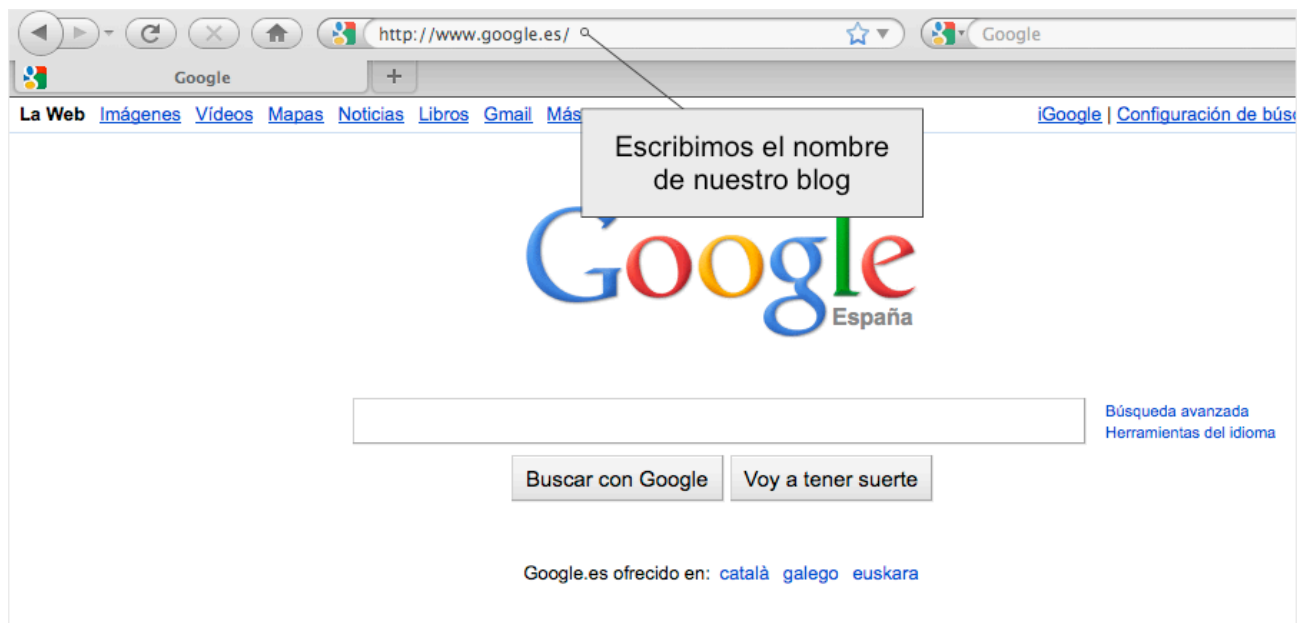 http://www.google.es/
Google
Google
La Web Imágenes Vídeos Mapas Noticias Libros Gmail Más
iGoogle | Configuración de
Escribimos el nombre
de nuestro blog
Google
España
Búsqueda avanzada
Herramientas del idioma
Buscar con Google
Voy a tener suerte
Google.es ofrecido en: català galego euskara